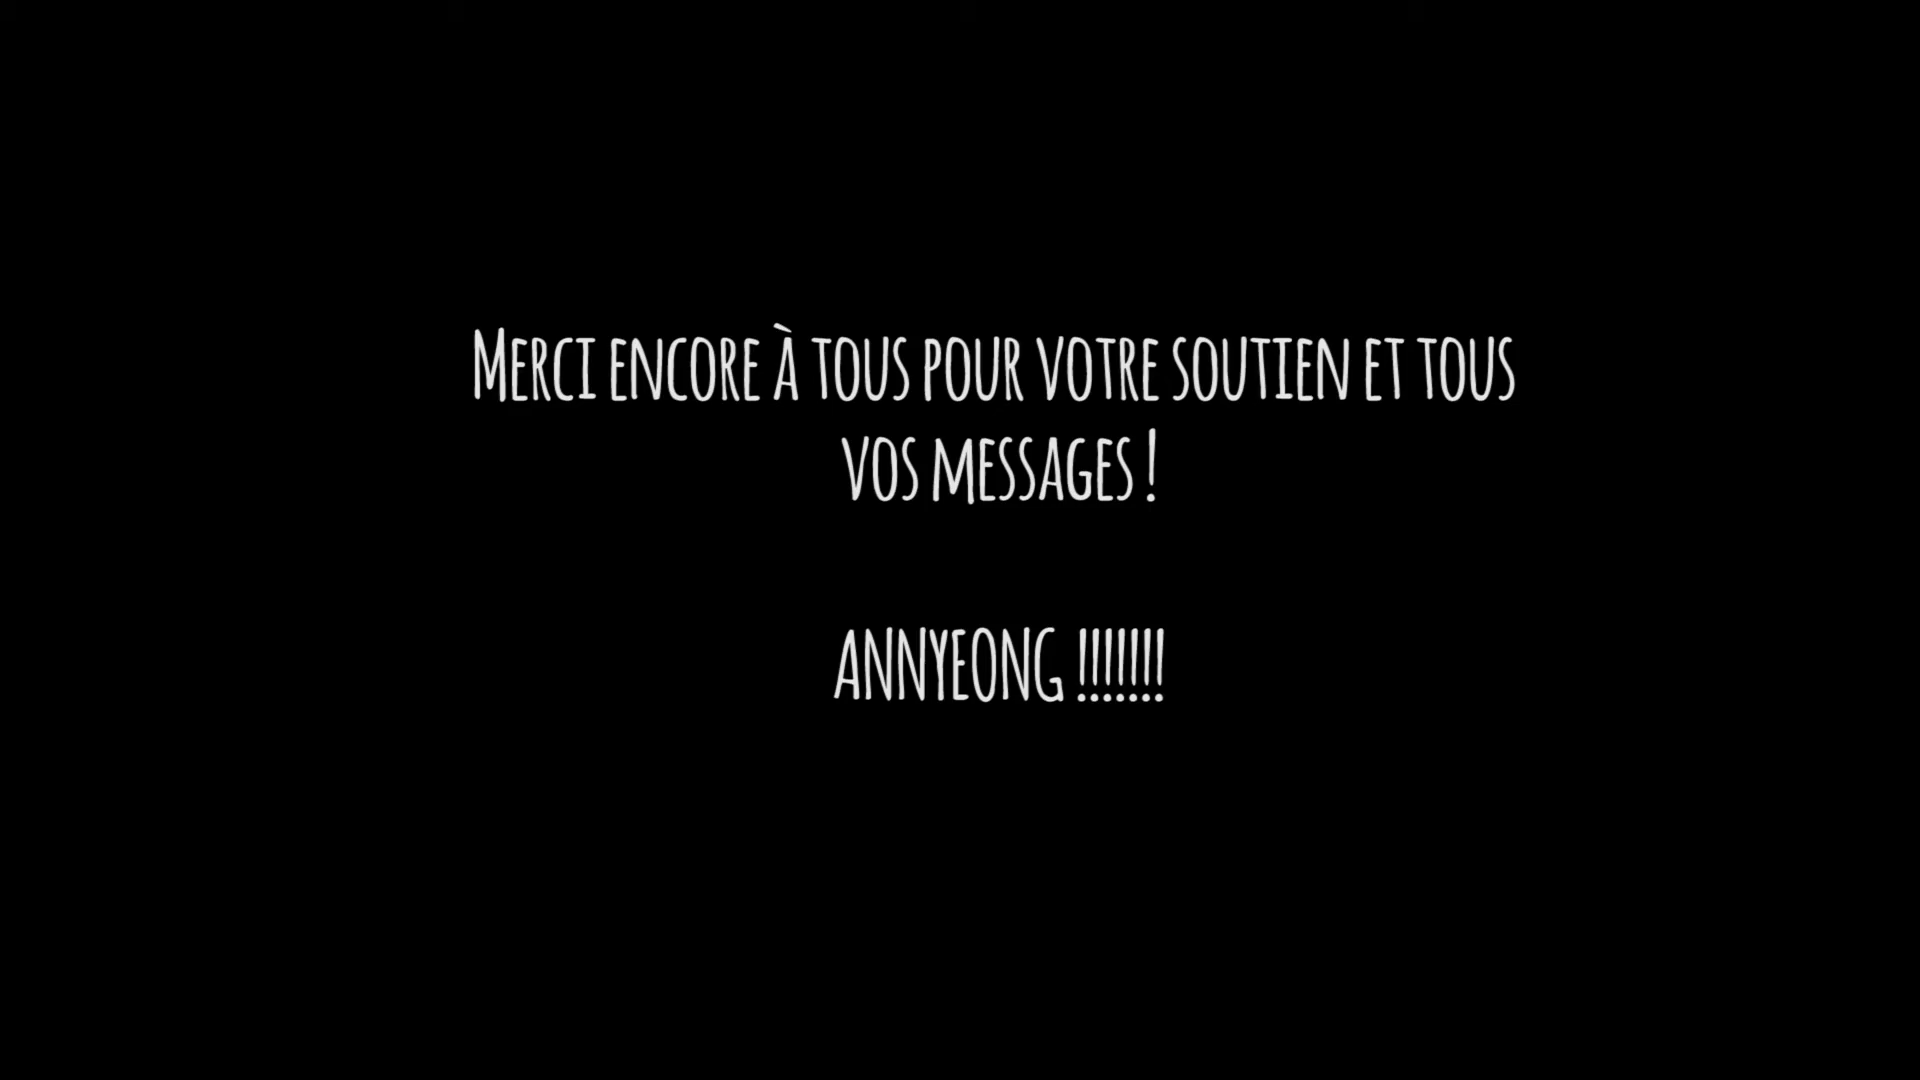 Merci encore à tous pour votre soutien et tous
vos messages !
ANNYEONG !!!!!!!